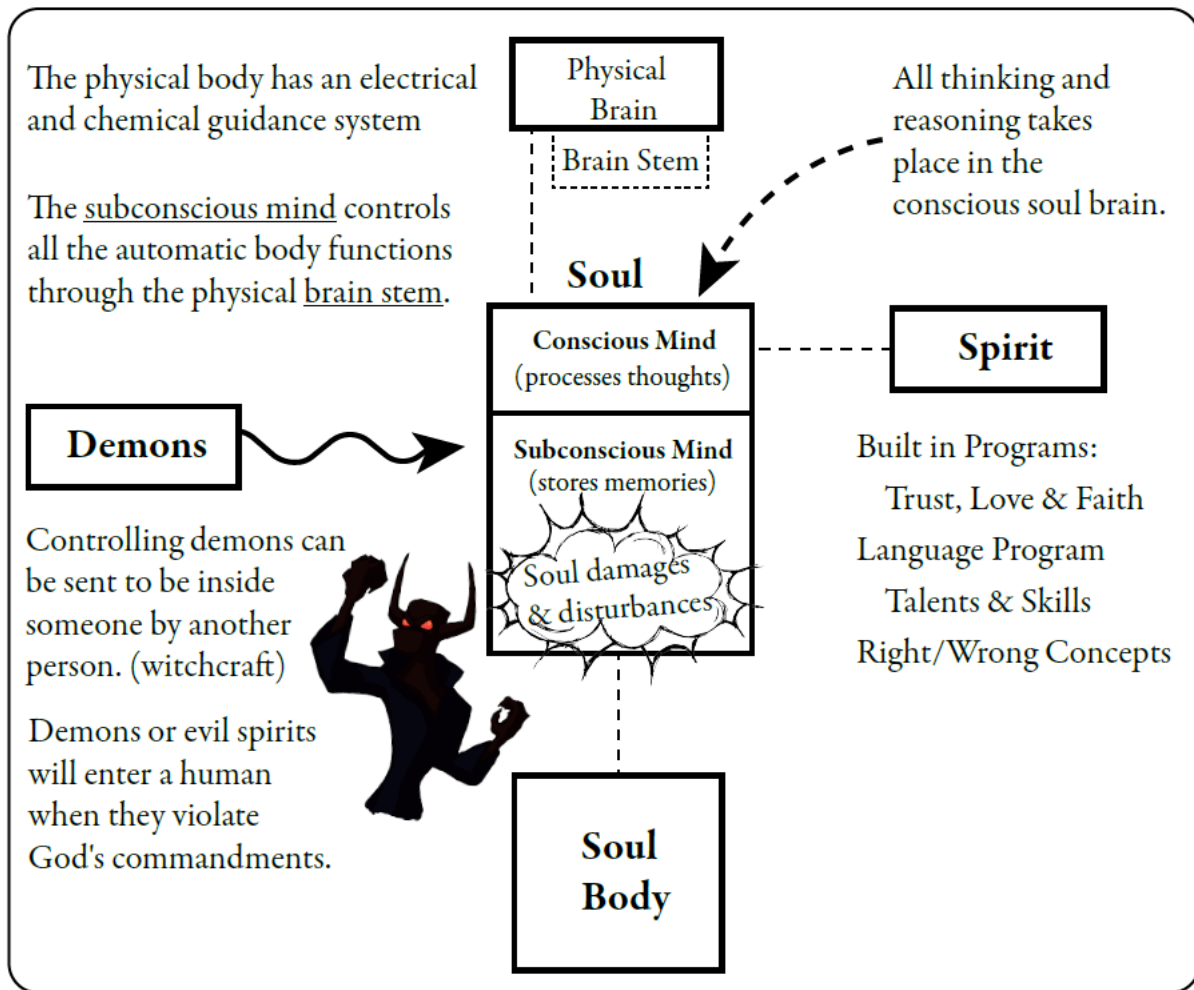 The physical body has an electrical
and chemical guidance system
The subconscious mind controls
all the automatic body functions
through the physical brain stem.
Physical
Brain
Brain Stem
All thinking and
reasoning takes
place in the
conscious soul brain.
Soul
Conscious Mind
(processes thoughts)
Subconscious Mind
(stores memories)
Soul damages
& disturbances
Spirit
Built in Programs:
Trust, Love & Faith
Language Program
Talents & Skills
Right/Wrong Concepts
Demons
Controlling demons can
be sent to be inside
someone by another
person. (witchcraft)
Demons or evil spirits
will enter a human
when they violate
God's commandments.
Soul
Body